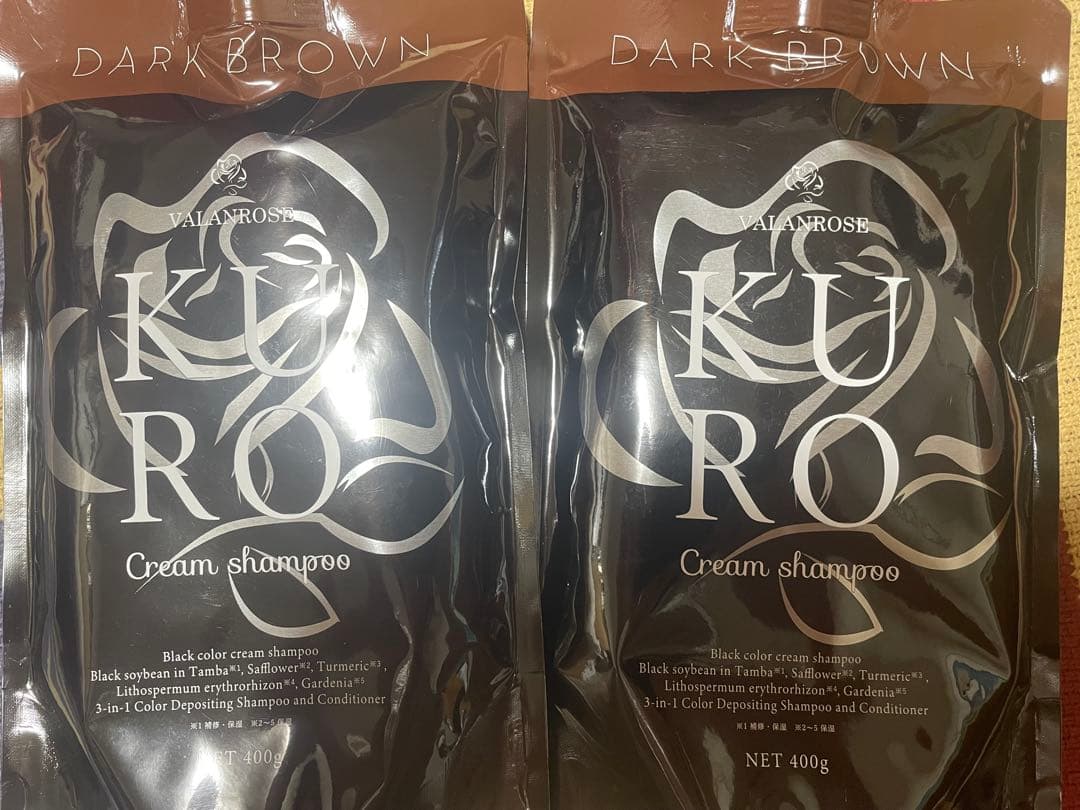 DARK BROWN
VALANROSE
KU
RO
Cream shampoo
Black color cream shampoo
Black soybean in Tamba※1, Safflower※2, Turmeric※3,
Lithospermum erythrorhizon※4, Gardenia※5
3-in-1 Color Depositing Shampoo and Conditioner
※1 補修・保湿 ※2〜5 保湿
NET 400g
DARK BROWN
VALANROSE
KU
RO
Cream shampoo
Black color cream shampoo
Black soybean in Tamba※1, Safflower※2, Turmeric※3,
Lithospermum erythrorhizon※4, Gardenia※5
3-in-1 Color Depositing Shampoo and Conditioner
※1 補修・保湿 ※2〜5 保湿
NET 400g